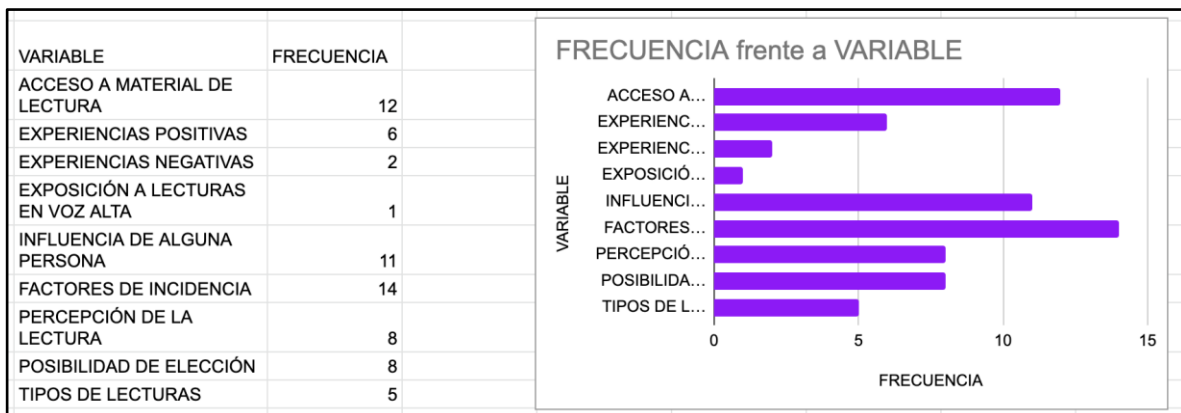 VARIABLE FRECUENCIA
ACCESO A MATERIAL DE
LECTURA 12
EXPERIENCIAS POSITIVAS 6
EXPERIENCIAS NEGATIVAS 2
EXPOSICIÓN A LECTURAS
EN VOZ ALTA 1
INFLUENCIA DE ALGUNA
PERSONA 11
FACTORES DE INCIDENCIA 14
PERCEPCIÓN DE LA
LECTURA 8
POSIBILIDAD DE ELECCIÓN 8
TIPOS DE LECTURAS 5
FRECUENCIA frente a VARIABLE
VARIABLE
ACCESO A...
EXPERIENC...
EXPERIENC...
EXPOSICIÓ...
INFLUENCI...
FACTORES...
PERCEPCIÓ...
POSIBILIDA...
TIPOS DE L...
0 5 10 15
FRECUENCIA